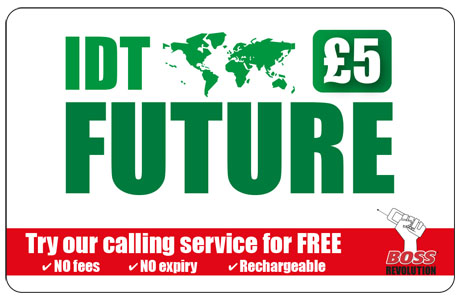 IDT
£5
FUTURE
Try our calling service for FREE
✓ NO fees ✓ NO expiry ✓ Rechargeable
BOSS
REVOLUTION